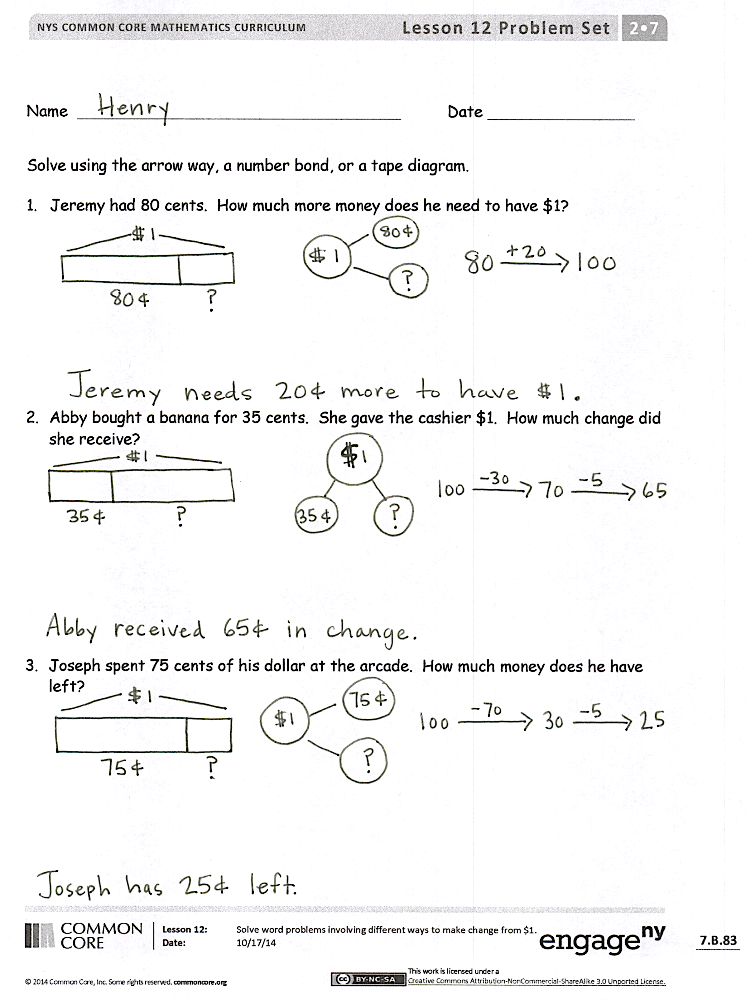 NYS COMMON CORE MATHEMATICS CURRICULUM Lesson 12 Problem Set 2•7
Name Henry Date
Solve using the arrow way, a number bond, or a tape diagram.
1. Jeremy had 80 cents. How much more money does he need to have $1?
$1
80¢ ?
$1 80¢ ?
80 +20 → 100
Jeremy needs 20¢ more to have $1.
2. Abby bought a banana for 35 cents. She gave the cashier $1. How much change did
she receive?
$1
35¢ ?
$1
35¢ ?
100 -30 → 70 -5 → 65
Abby received 65¢ in change.
3. Joseph spent 75 cents of his dollar at the arcade. How much money does he have
left?
$1
75¢ ?
$1 75¢ ?
100 -70 → 30 -5 → 25
Joseph has 25¢ left.
COMMON
CORE
Lesson 12: Solve word problems involving different ways to make change from $1.
Date: 10/17/14
engage ny
7.B.83
© 2014 Common Core, Inc. Some rights reserved. commoncore.org
cc BY-NC-SA
This work is licensed under a
Creative Commons Attribution-NonCommercial-ShareAlike 3.0 Unported License.